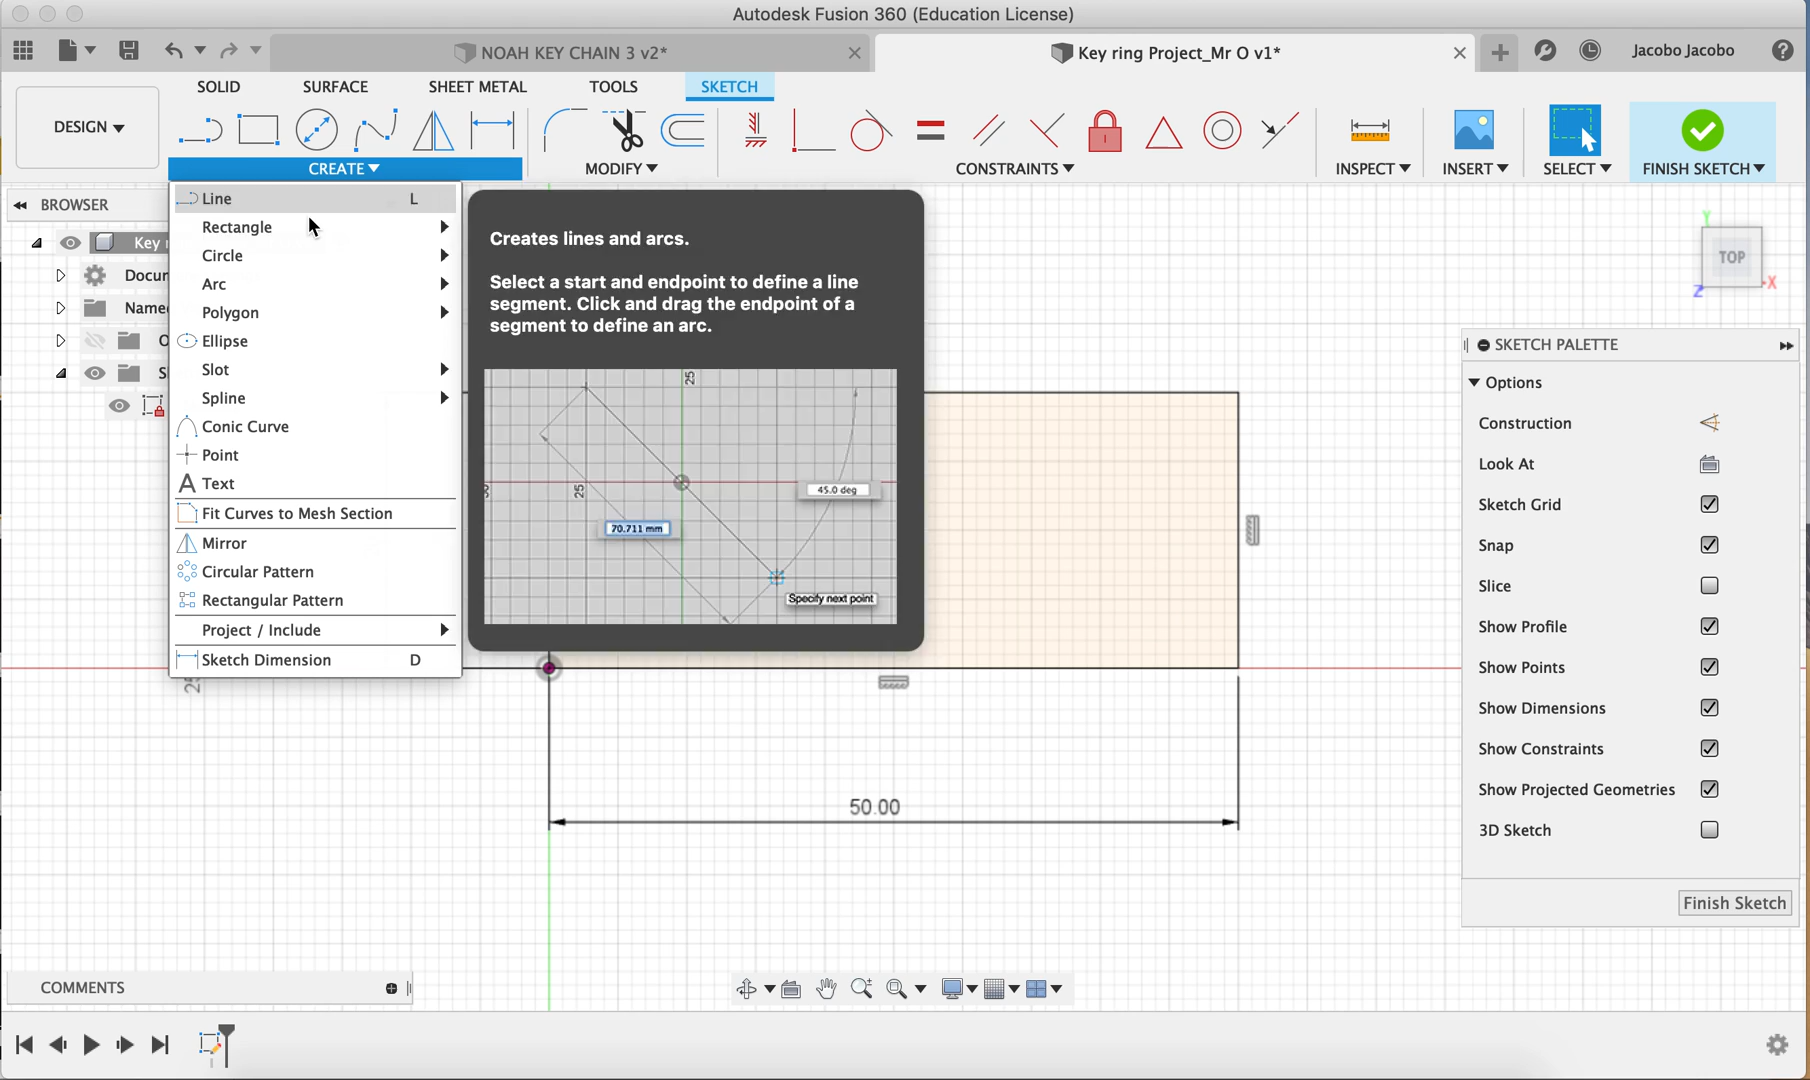 Autodesk Fusion 360 (Education License)
NOAH KEY CHAIN 3 v2*
Key ring Project_Mr O v1*
Jacobo Jacobo
SOLID
SURFACE
SHEET METAL
TOOLS
SKETCH
DESIGN
CREATE
MODIFY
CONSTRAINTS
INSPECT
INSERT
SELECT
FINISH SKETCH
BROWSER
Key
Docu
Name
O
S
Line L
Rectangle
Circle
Arc
Polygon
Ellipse
Slot
Spline
Conic Curve
Point
Text
Fit Curves to Mesh Section
Mirror
Circular Pattern
Rectangular Pattern
Project / Include
Sketch Dimension D
Creates lines and arcs.
Select a start and endpoint to define a line
segment. Click and drag the endpoint of a
segment to define an arc.
25
25
45.0 deg
70.711 mm
Specify next point
TOP
Y
X
Z
SKETCH PALETTE
Options
Construction
Look At
Sketch Grid
Snap
Slice
Show Profile
Show Points
Show Dimensions
Show Constraints
Show Projected Geometries
3D Sketch
Finish Sketch
50.00
COMMENTS